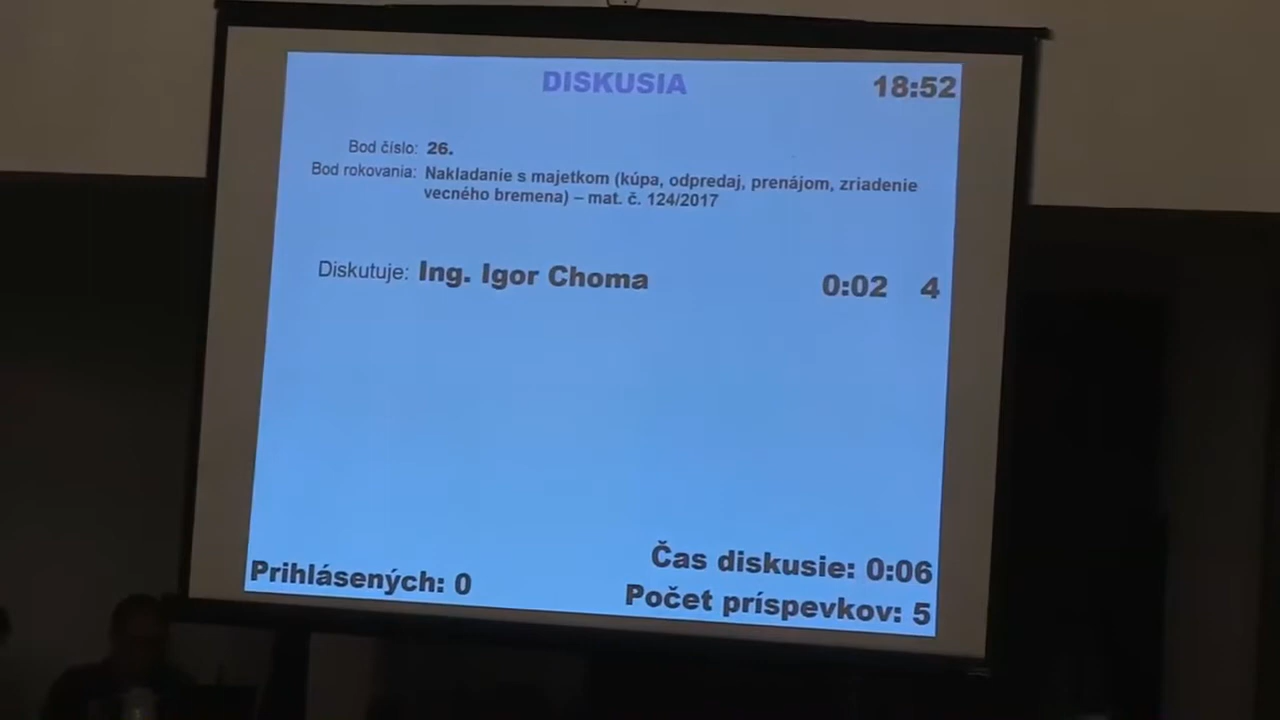 DISKUSIA 18:52
Bod číslo: 26.
Bod rokovania: Nakladanie s majetkom (kúpa, odpredaj, prenájom, zriadenie
vecného bremena) – mat. č. 124/2017
Diskutuje: Ing. Igor Choma 0:02 4
Čas diskusie: 0:06
Prihlásených: 0 Počet príspevkov: 5